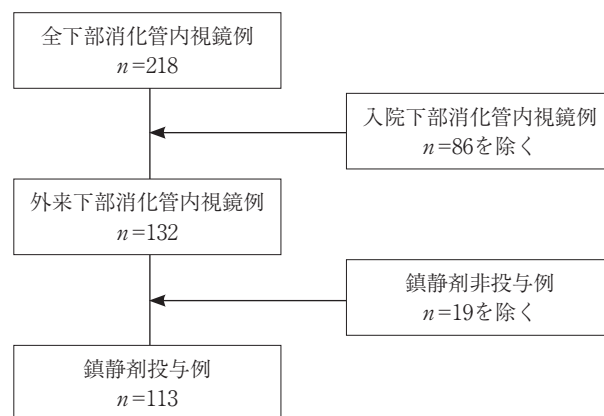 全下部消化管内視鏡例
n=218
入院下部消化管内視鏡例
n=86を除く
外来下部消化管内視鏡例
n=132
鎮静剤非投与例
n=19を除く
鎮静剤投与例
n=113